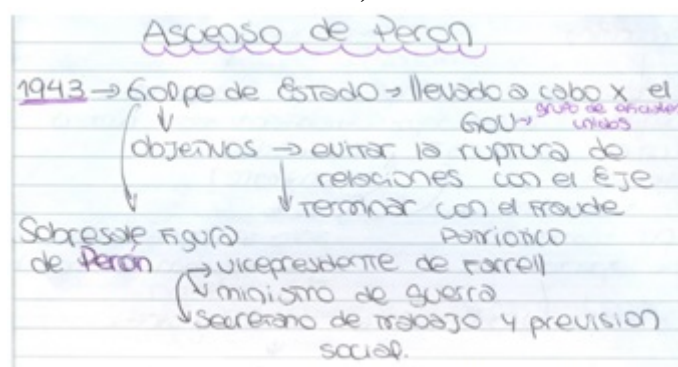 Ascenso de Peron
1943 → Golpe de Estado → llevado a cabo x el
GOU → grupo de oficiales unidos
objetivos → evitar la ruptura de
relaciones con el Eje
terminar con el fraude
Patriotico
Sobresale figura
de Perón → vicepresidente de Farrell
ministro de guerra
secretario de trabajo y prevision
social.